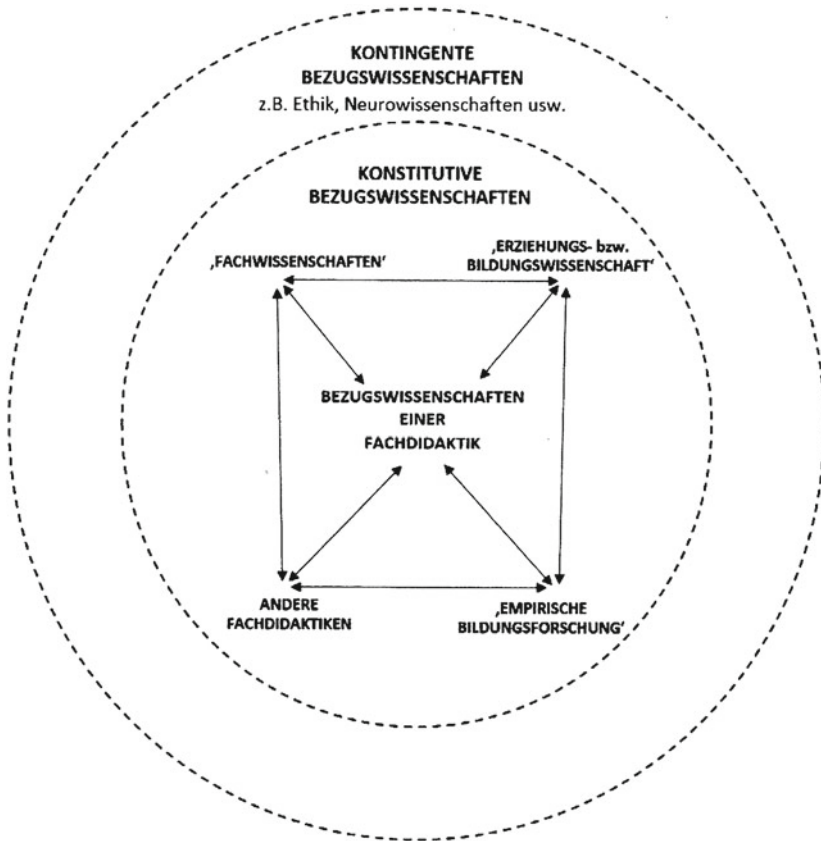 KONTINGENTE
BEZUGSWISSENSCHAFTEN
z.B. Ethik, Neurowissenschaften usw.
KONSTITUTIVE
BEZUGSWISSENSCHAFTEN
‚FACHWISSENSCHAFTEN‘
‚ERZIEHUNGS- bzw.
BILDUNGSWISSENSCHAFT‘
BEZUGSWISSENSCHAFTEN
EINER
FACHDIDAKTIK
ANDERE
FACHDIDAKTIKEN
‚EMPIRISCHE
BILDUNGSFORSCHUNG‘